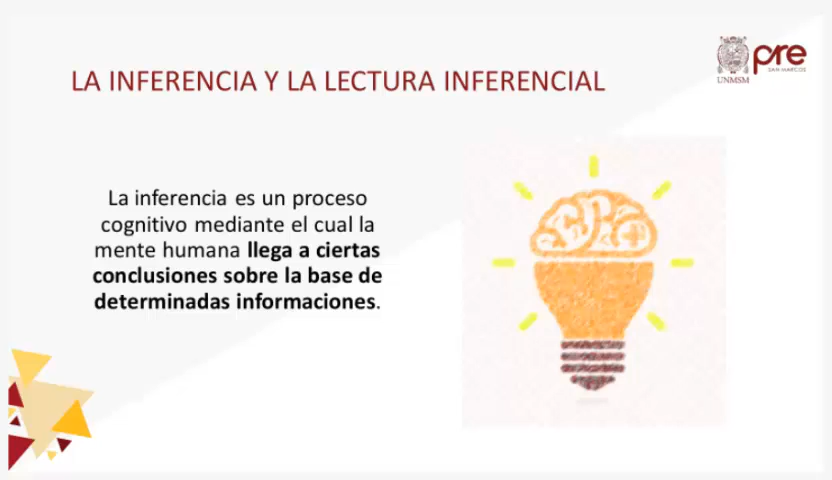 LA INFERENCIA Y LA LECTURA INFERENCIAL
UNMSM
pre
SAN MARCOS
La inferencia es un proceso
cognitivo mediante el cual la
mente humana llega a ciertas
conclusiones sobre la base de
determinadas informaciones.